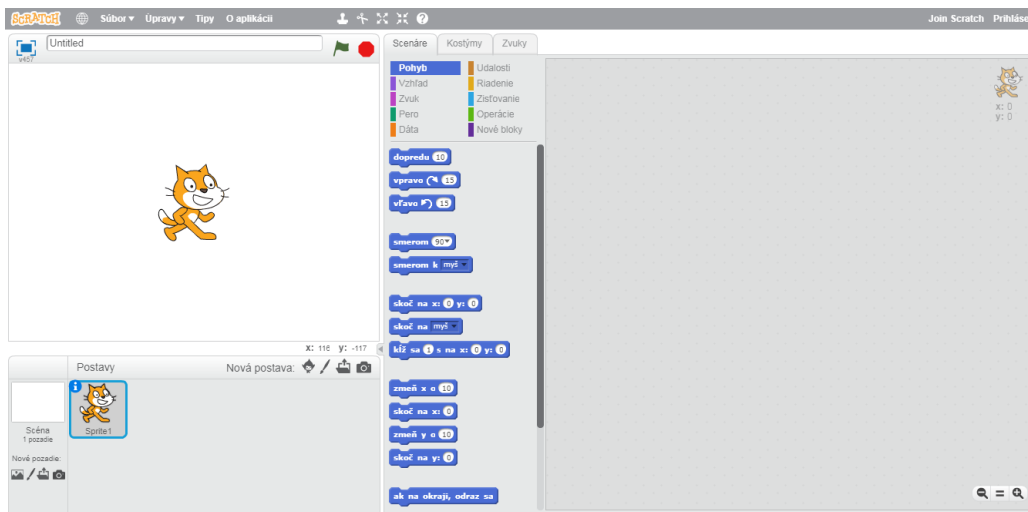 SCRATCH Súbor Úpravy Tipy O aplikácii Join Scratch Prihláse
Untitled
v457
Scenáre Kostýmy Zvuky
Pohyb Udalosti
Vzhľad Riadenie
Zvuk Zisťovanie
Pero Operácie
Dáta Nové bloky
x: 0
y: 0
dopredu 10
vpravo 15
vľavo 15
smerom 90
smerom k myš
skoč na x: 0 y: 0
skoč na myš
kĺž sa 1 s na x: 0 y: 0
zmeň x o 10
skoč na x: 0
zmeň y o 10
skoč na y: 0
ak na okraji, odraz sa
X: 116 Y: -117
Postavy Nová postava:
Scéna
1 pozadie
Sprite1
Nové pozadie: